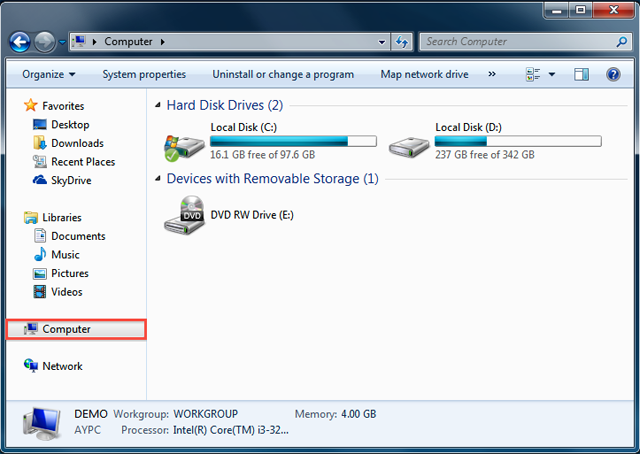 Computer
Search Computer
Organize System properties Uninstall or change a program Map network drive »
Favorites
Desktop
Downloads
Recent Places
SkyDrive
Libraries
Documents
Music
Pictures
Videos
Computer
Network
Hard Disk Drives (2)
Local Disk (C:)
16.1 GB free of 97.6 GB
Local Disk (D:)
237 GB free of 342 GB
Devices with Removable Storage (1)
DVD
DVD RW Drive (E:)
DEMO Workgroup: WORKGROUP Memory: 4.00 GB
AYPC Processor: Intel(R) Core(TM) i3-32...